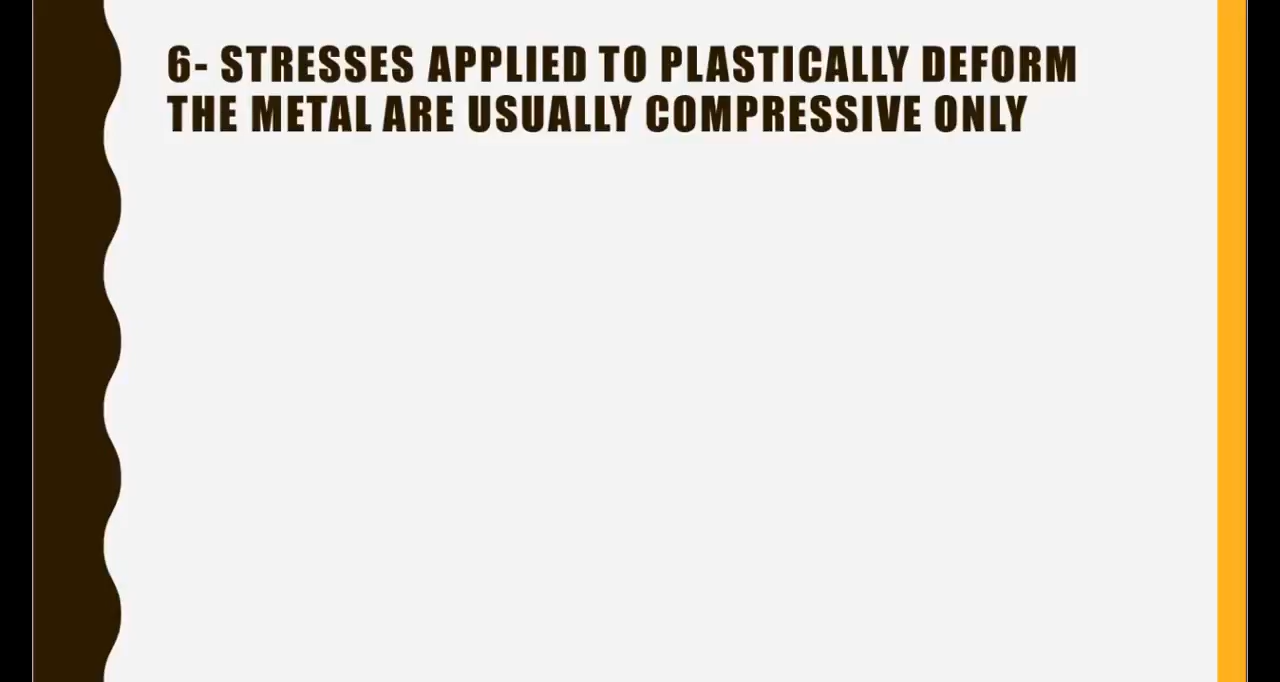 6- STRESSES APPLIED TO PLASTICALLY DEFORM
THE METAL ARE USUALLY COMPRESSIVE ONLY